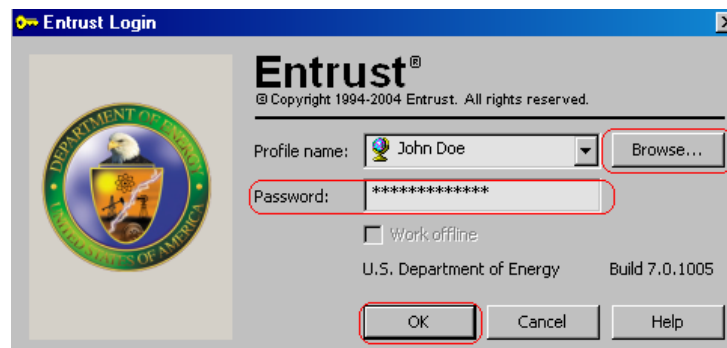 Entrust Login
Entrust®
© Copyright 1994-2004 Entrust. All rights reserved.
DEPARTMENT OF ENERGY
UNITED STATES OF AMERICA
Profile name: John Doe Browse...
Password: *************
Work offline
U.S. Department of Energy Build 7.0.1005
OK Cancel Help